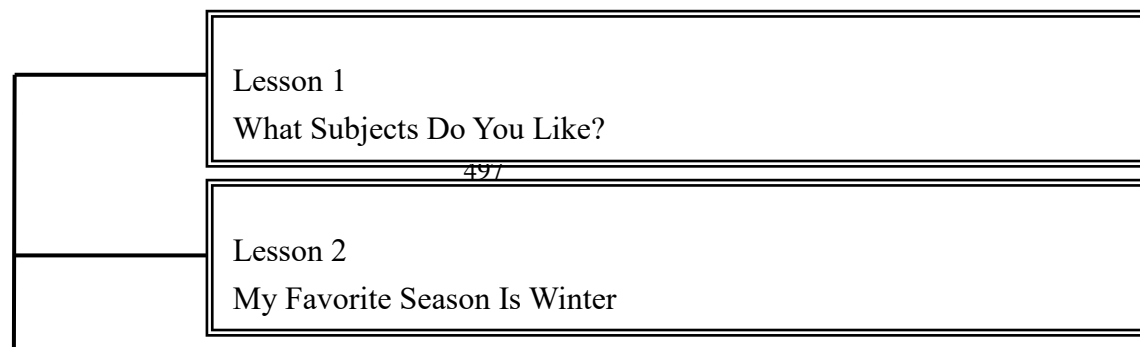 Lesson 1
What Subjects Do You Like?
497
Lesson 2
My Favorite Season Is Winter